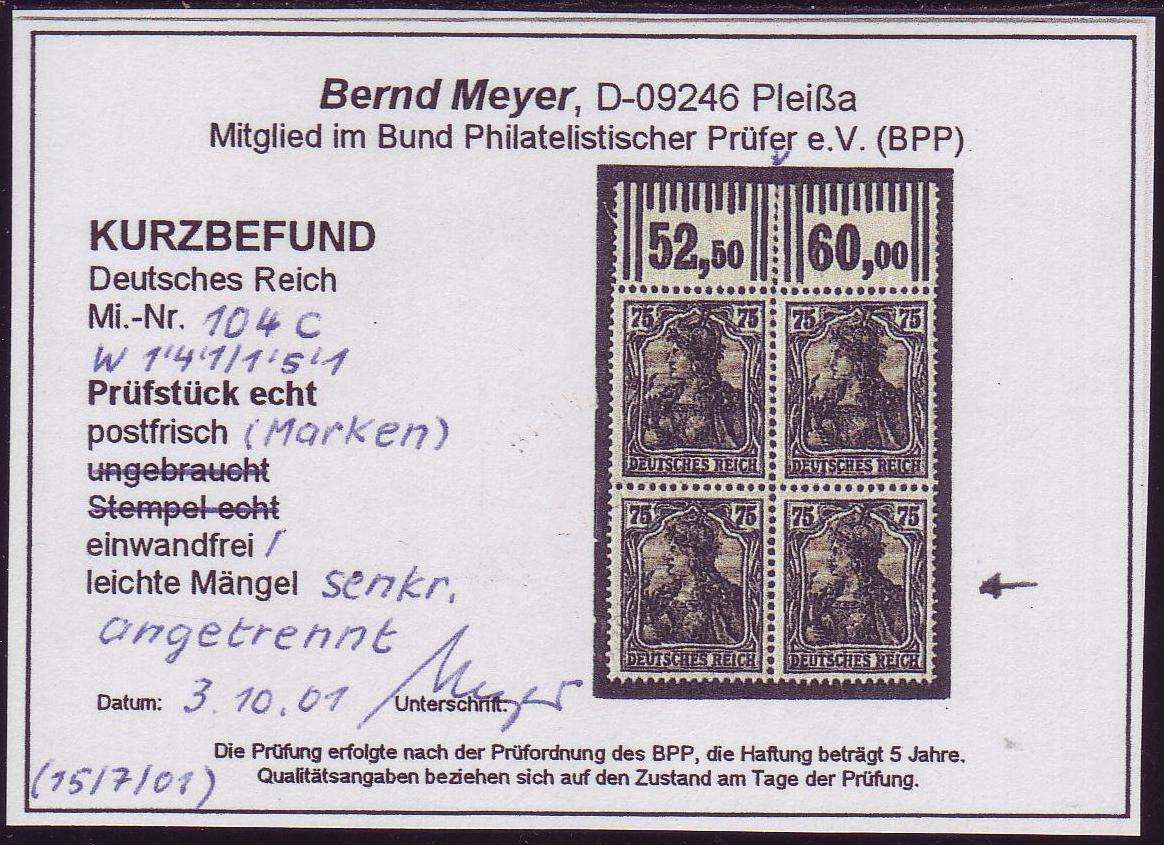 Bernd Meyer, D-09246 Pleißa
Mitglied im Bund Philatelistischer Prüfer e.V. (BPP)
KURZBEFUND
Deutsches Reich
Mi.-Nr. 104 c
W 1'4'1/1'5'1
Prüfstück echt
postfrisch (Marken)
ungebraucht
Stempel echt
einwandfrei /
leichte Mängel senkr.
angetrennt
Datum: 3.10.01 Unterschrift: Meyer
Die Prüfung erfolgte nach der Prüfordnung des BPP, die Haftung beträgt 5 Jahre.
Qualitätsangaben beziehen sich auf den Zustand am Tage der Prüfung.
(15/7/01)
52,50 60,00
75 75 75 75
DEUTSCHES REICH DEUTSCHES REICH
75 75 75 75
DEUTSCHES REICH DEUTSCHES REICH